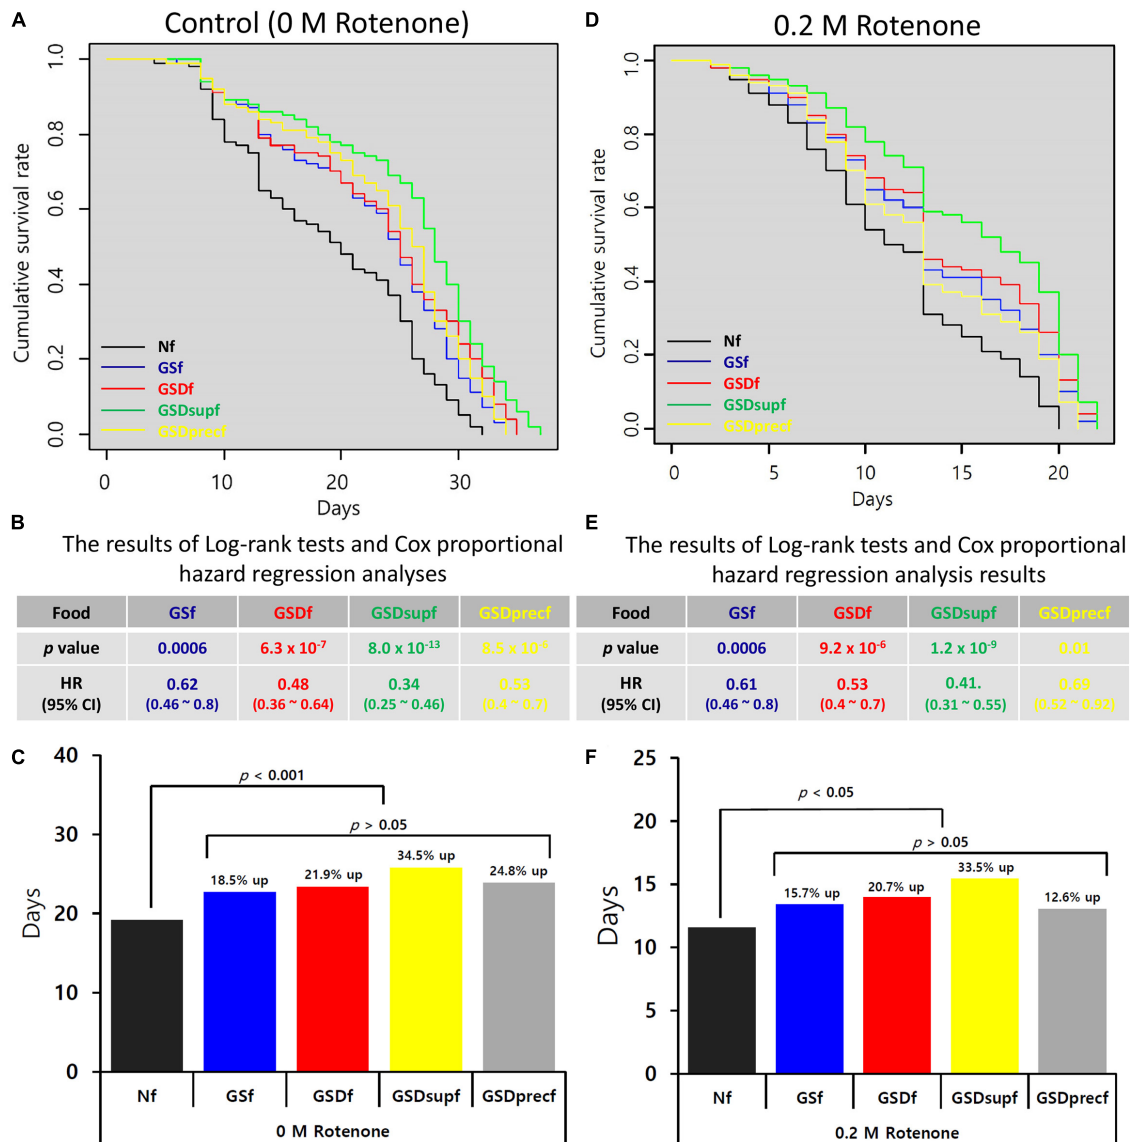 A
Control (0 M Rotenone)
Cumulative survival rate
1.0
0.8
0.6
0.4
0.2
0.0
Nf
GSf
GSDf
GSDsupf
GSDprecf
0 10 20 30
Days
D
0.2 M Rotenone
Cumulative survival rate
1.0
0.8
0.6
0.4
0.2
0.0
Nf
GSf
GSDf
GSDsupf
GSDprecf
0 5 10 15 20
Days
B
The results of Log-rank tests and Cox proportional
hazard regression analyses
Food GSf GSDf GSDsupf GSDprecf
p value 0.0006 6.3 x 10-7 8.0 x 10-13
HR 0.62 0.48 0.34 0.53
(95% CI) (0.46 ~ 0.8) (0.36 ~ 0.64) (0.25 ~ 0.46) (0.4 ~ 0.7)
E
The results of Log-rank tests and Cox proportional
hazard regression analysis results
Food GSf GSDf GSDsupf GSDprecf
p value 0.0006 9.2 x 10-6 1.2 x 10-9 0.01
HR 0.61 0.53 0.41. 0.69
(95% CI) (0.46 ~ 0.8) (0.4 ~ 0.7) (0.31 ~ 0.55) (0.52 ~ 0.92)
C
Days
40
30
20
10
0
p < 0.001
p > 0.05
18.5% up
21.9% up
34.5% up
24.8% up
Nf GSf GSDf GSDsupf GSDprecf
0 M Rotenone
F
Days
25
20
15
10
5
0
p < 0.05
p > 0.05
15.7% up
20.7% up
33.5% up
12.6% up
Nf GSf GSDf GSDsupf GSDprecf
0.2 M Rotenone